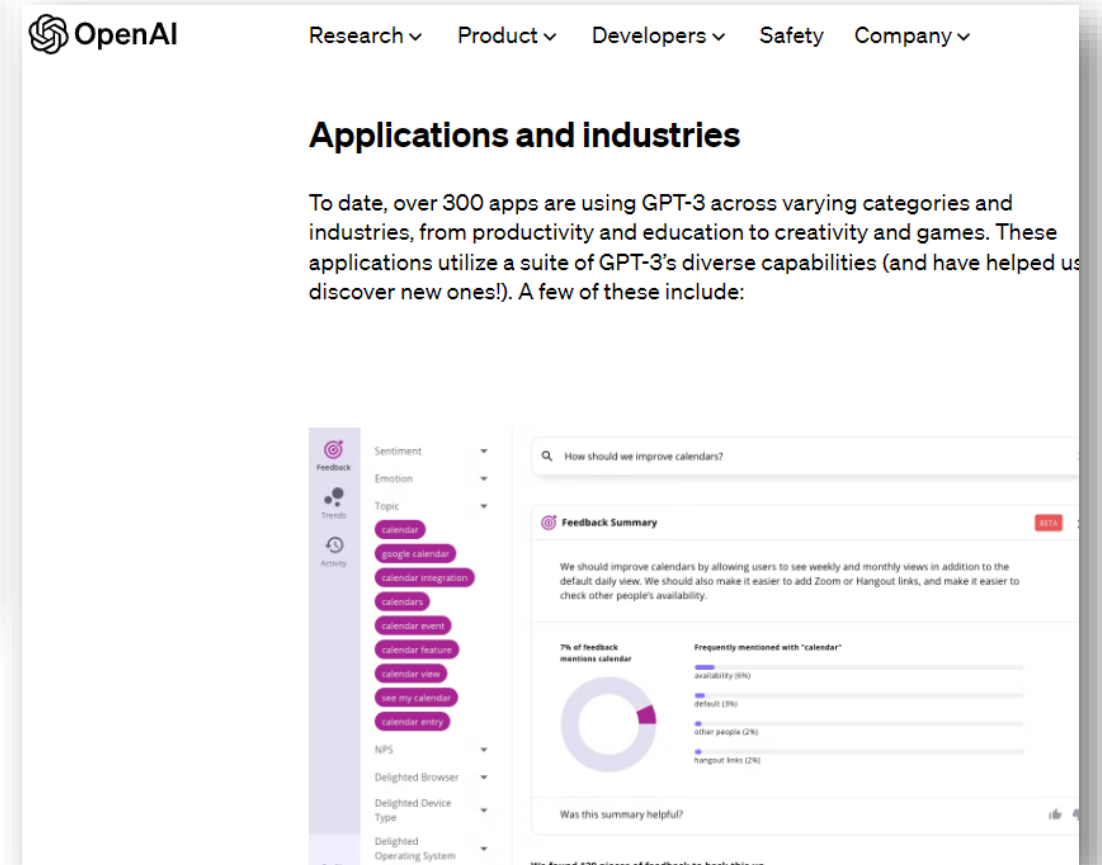 OpenAI
Research Product Developers Safety Company
Applications and industries
To date, over 300 apps are using GPT-3 across varying categories and
industries, from productivity and education to creativity and games. These
applications utilize a suite of GPT-3's diverse capabilities (and have helped us
discover new ones!). A few of these include:
Feedback
Trends
Activity
Sentiment
Emotion
Topic
calendar
google calendar
calendar integration
calendars
calendar event
calendar feature
calendar view
see my calendar
calendar entry
NPS
Delighted Browser
Delighted Device
Type
Delighted
Operating System
How should we improve calendars?
Feedback Summary
BETA
We should improve calendars by allowing users to see weekly and monthly views in addition to the
default daily view. We should also make it easier to add Zoom or Hangout links, and make it easier to
check other people's availability.
7% of feedback
mentions calendar
Frequently mentioned with "calendar"
availability (6%)
default (3%)
other people (2%)
hangout links (2%)
Was this summary helpful?